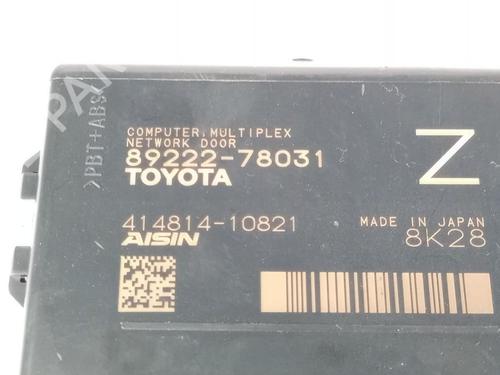 COMPUTER, MULTIPLEX
NETWORK DOOR
89222-78031
TOYOTA
Z
414814-10821
AISIN
MADE IN JAPAN
8K28
>PBT+ABS<